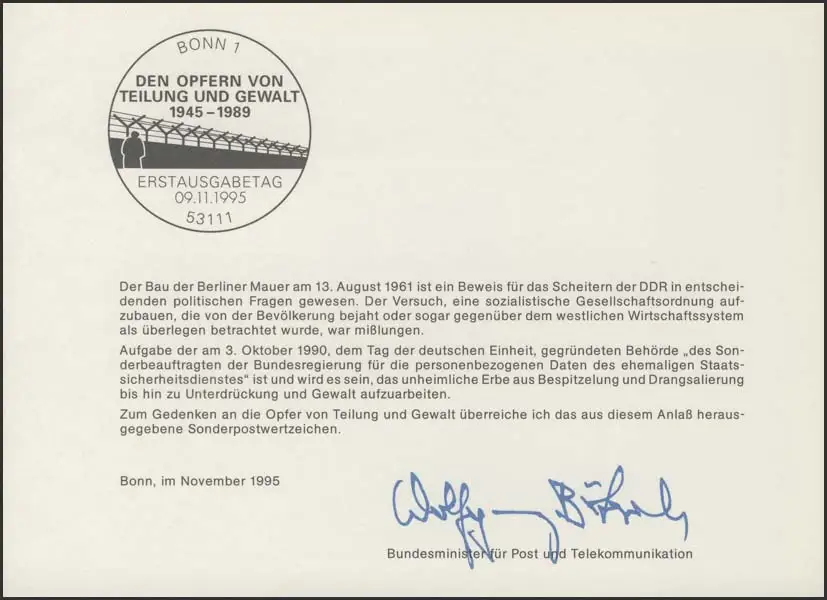 BONN 1
DEN OPFERN VON
TEILUNG UND GEWALT
1945 – 1989
ERSTAUSGABETAG
09.11.1995
53111
Der Bau der Berliner Mauer am 13. August 1961 ist ein Beweis für das Scheitern der DDR in entschei-
denden politischen Fragen gewesen. Der Versuch, eine sozialistische Gesellschaftsordnung auf-
zubauen, die von der Bevölkerung bejaht oder sogar gegenüber dem westlichen Wirtschaftssystem
als überlegen betrachtet wurde, war mißlungen.
Aufgabe der am 3. Oktober 1990, dem Tag der deutschen Einheit, gegründeten Behörde „des Son-
derbeauftragten der Bundesregierung für die personenbezogenen Daten des ehemaligen Staats-
sicherheitsdienstes“ ist und wird es sein, das unheimliche Erbe aus Bespitzelung und Drangsalierung
bis hin zu Unterdrückung und Gewalt aufzuarbeiten.
Zum Gedenken an die Opfer von Teilung und Gewalt überreiche ich das aus diesem Anlaß heraus-
gegebene Sonderpostwertzeichen.
Bonn, im November 1995
Wolfgang Bötsch
Bundesminister für Post und Telekommunikation